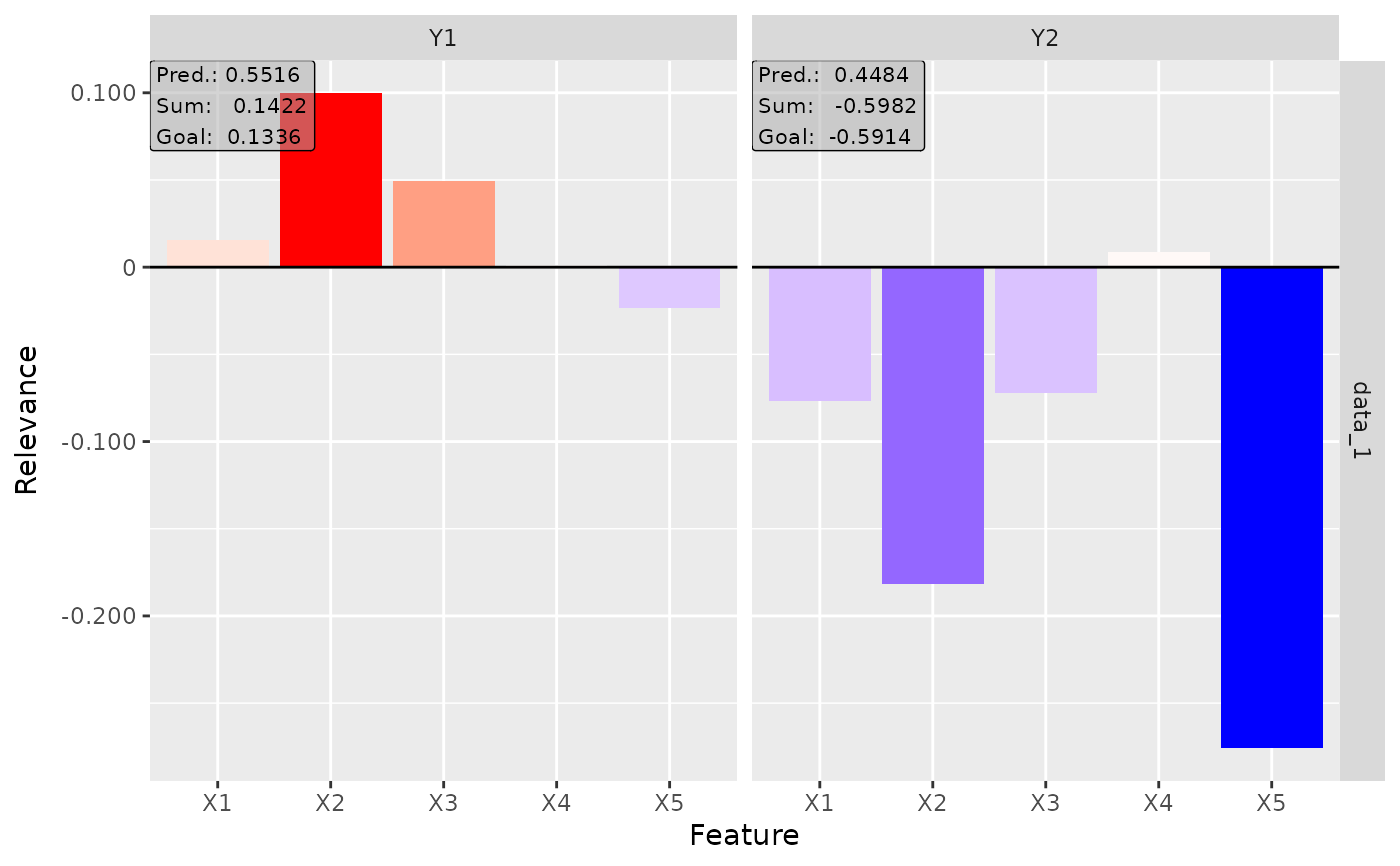 Y1
Y2
Pred.: 0.5516
Sum: 0.1422
Goal: 0.1336
Pred.: 0.4484
Sum: -0.5982
Goal: -0.5914
0.100
0
-0.100
-0.200
Relevance
data_1
X1 X2 X3 X4 X5
X1 X2 X3 X4 X5
Feature